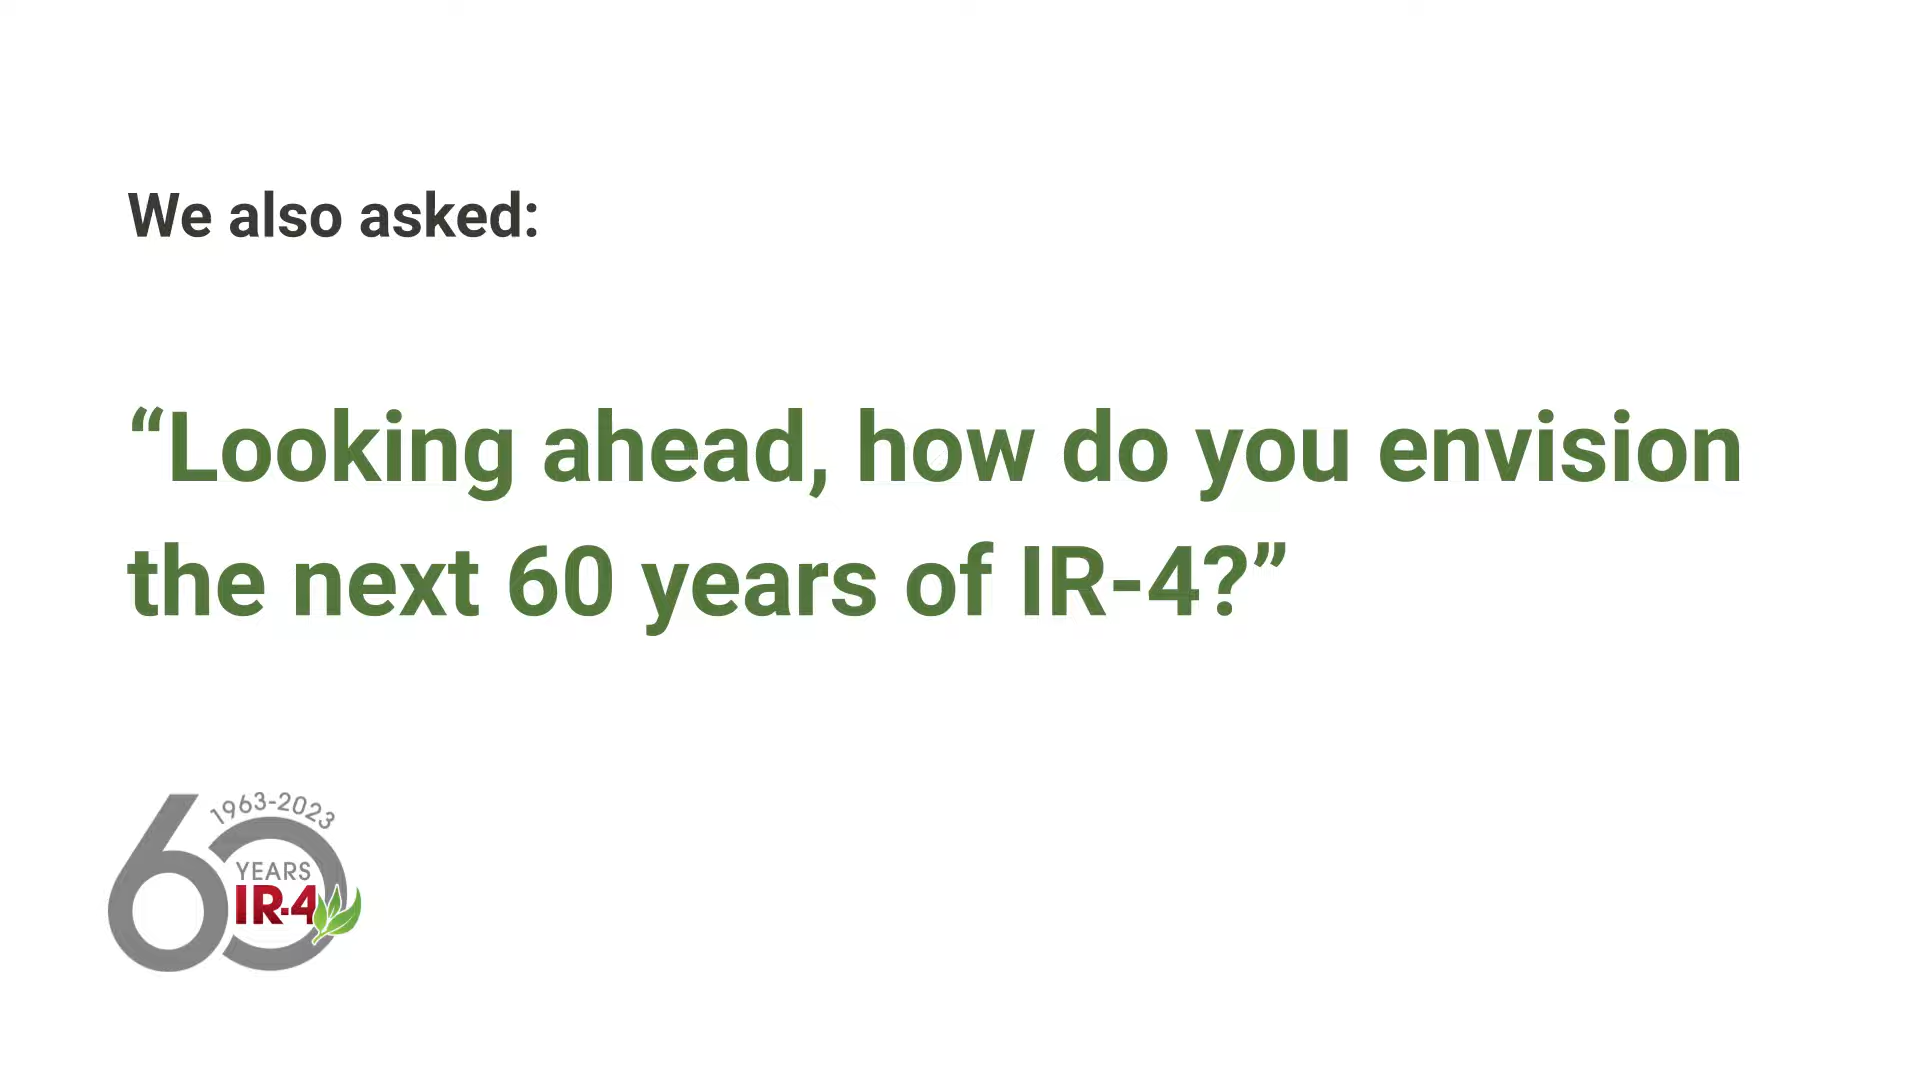 We also asked:
“Looking ahead, how do you envision
the next 60 years of IR-4?”
60
1963-2023
YEARS
IR-4